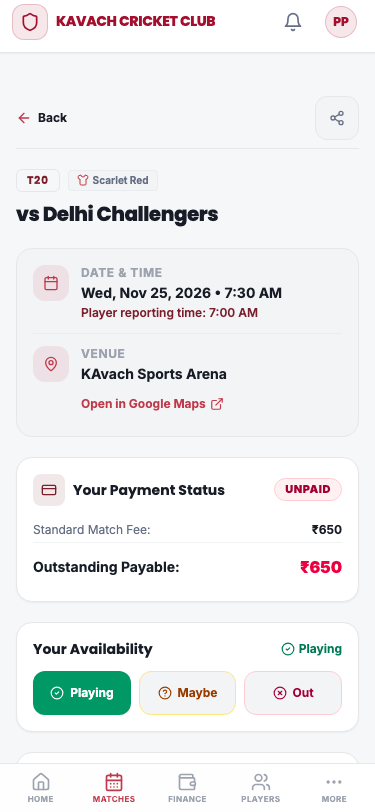 KAVACH CRICKET CLUB
PP
Back
T20
Scarlet Red
vs Delhi Challengers
DATE & TIME
Wed, Nov 25, 2026 • 7:30 AM
Player reporting time: 7:00 AM
VENUE
KAvach Sports Arena
Open in Google Maps
Your Payment Status
UNPAID
Standard Match Fee:
₹650
Outstanding Payable:
₹650
Your Availability
Playing
Playing
Maybe
Out
HOME
MATCHES
FINANCE
PLAYERS
MORE